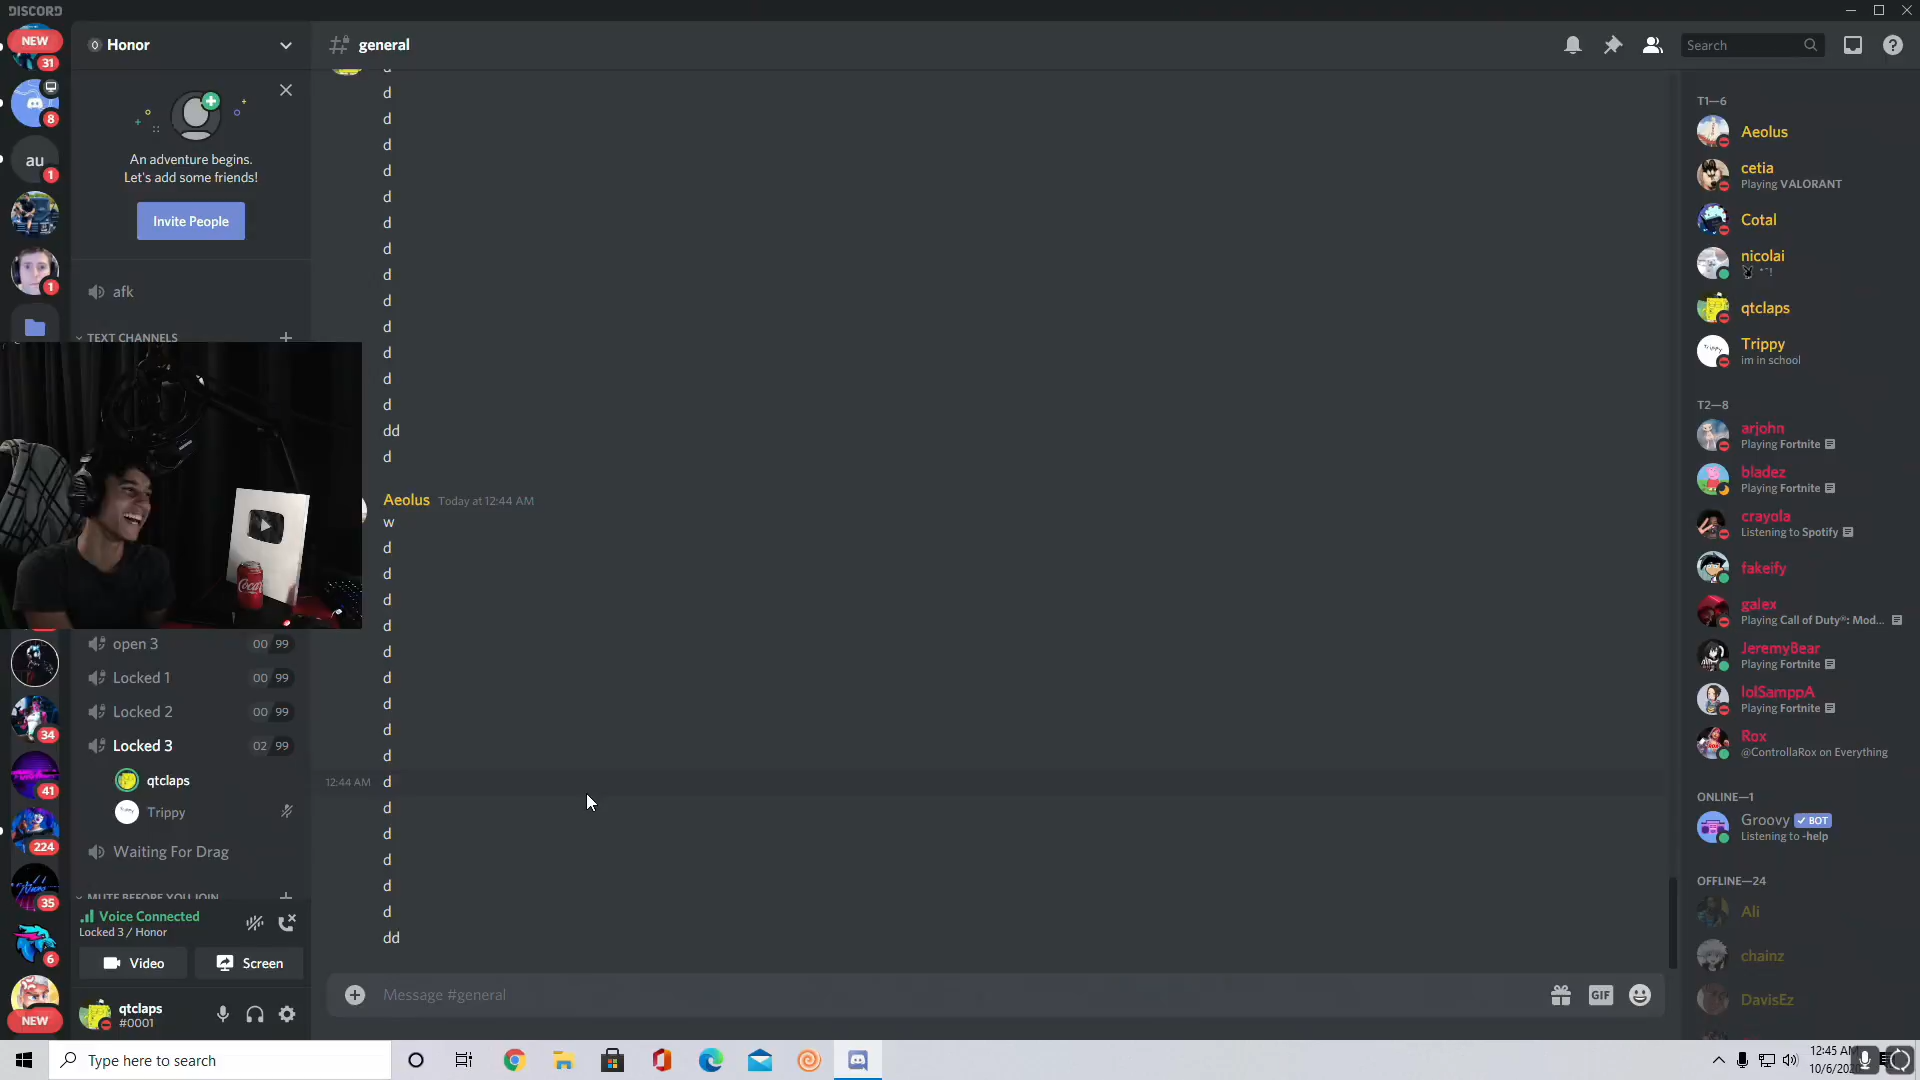 DISCORD
NEW
31
8
au
1
1
34
41
224
35
6
NEW
Honor
An adventure begins.
Let's add some friends!
Invite People
afk
TEXT CHANNELS
Coca
open 3
00 99
Locked 1
00 99
Locked 2
00 99
Locked 3
02 99
qtclaps
Trippy
Waiting For Drag
MUTE BEFORE YOU JOIN
Voice Connected
Locked 3 / Honor
Video
Screen
qtclaps
#0001
general
Search
d
d
d
d
d
d
d
d
d
d
d
d
d
d
dd
d
Aeolus Today at 12:44 AM
w
d
d
d
d
d
d
d
d
d
12:44 AM d
d
d
d
d
d
dd
Message #general
GIF
T1—6
Aeolus
cetia
Playing VALORANT
Cotal
nicolai
qtclaps
Trippy
im in school
T2—8
arjohn
Playing Fortnite
bladez
Playing Fortnite
crayola
Listening to Spotify
fakeify
galex
Playing Call of Duty®: Mod...
JeremyBear
Playing Fortnite
lolSamppA
Playing Fortnite
Rox
@ControllaRox on Everything
ONLINE—1
Groovy BOT
Listening to -help
OFFLINE—24
Ali
chainz
DavisEz
Type here to search
12:45 AM